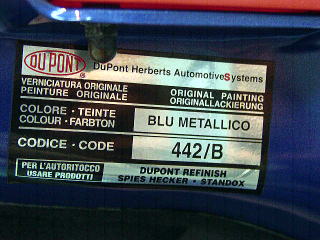 DUPONT®
DuPont Herberts AutomotiveSystems
VERNICIATURA ORIGINALE
PEINTURE ORIGINALE
ORIGINAL PAINTING
ORIGINALLACKIERUNG
COLORE · TEINTE
COLOUR · FARBTON
BLU METALLICO
CODICE · CODE
442/B
PER L'AUTORITOCCO
USARE PRODOTTI
DUPONT REFINISH
SPIES HECKER · STANDOX